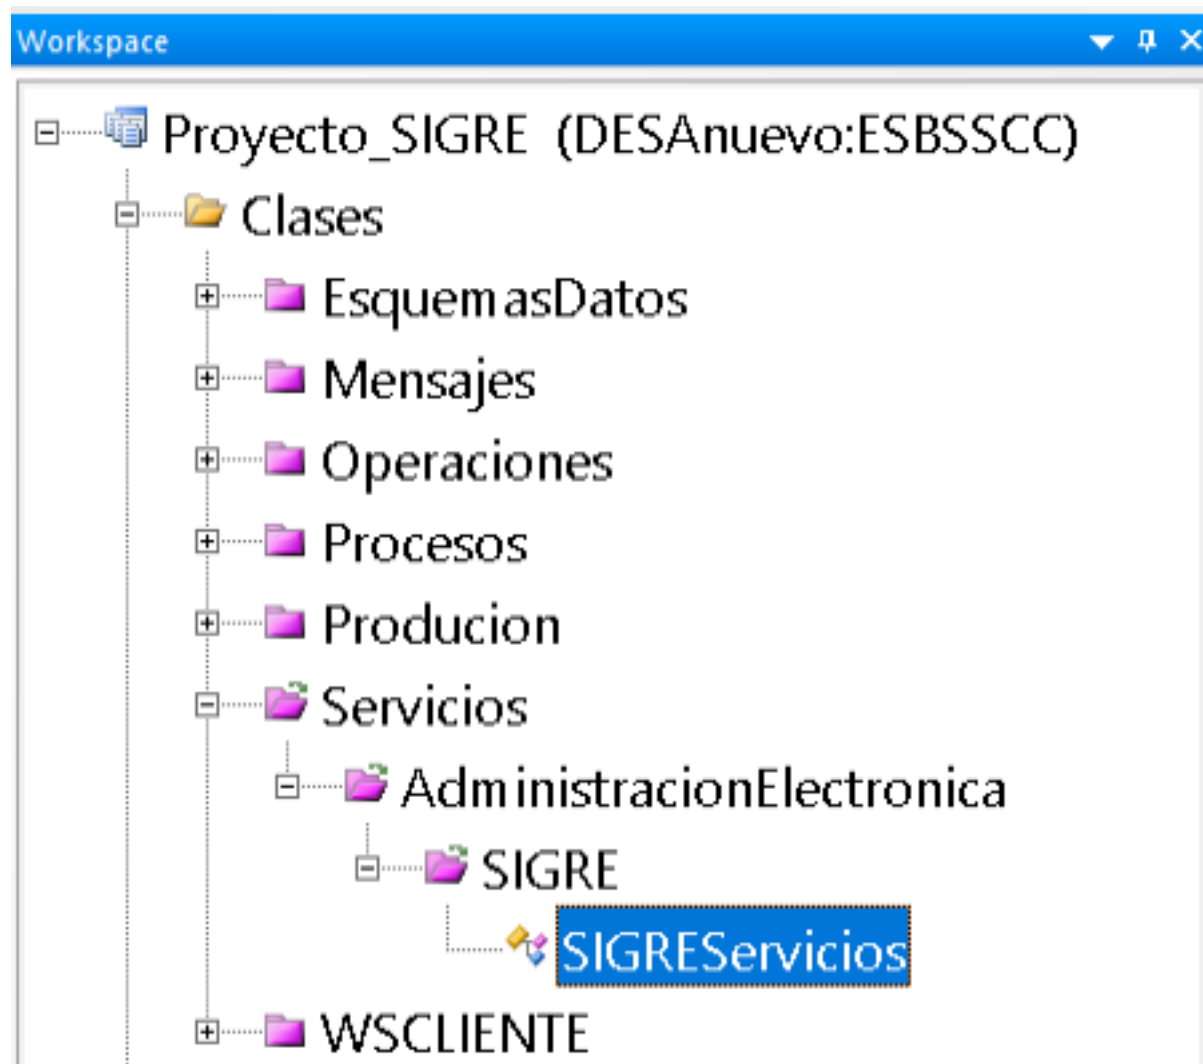 Workspace
Proyecto_SIGRE (DESAnuevo:ESBSSCC)
Clases
EsquemasDatos
Mensajes
Operaciones
Procesos
Producion
Servicios
AdministracionElectronica
SIGRE
SIGREServicios
WSCLIENTE